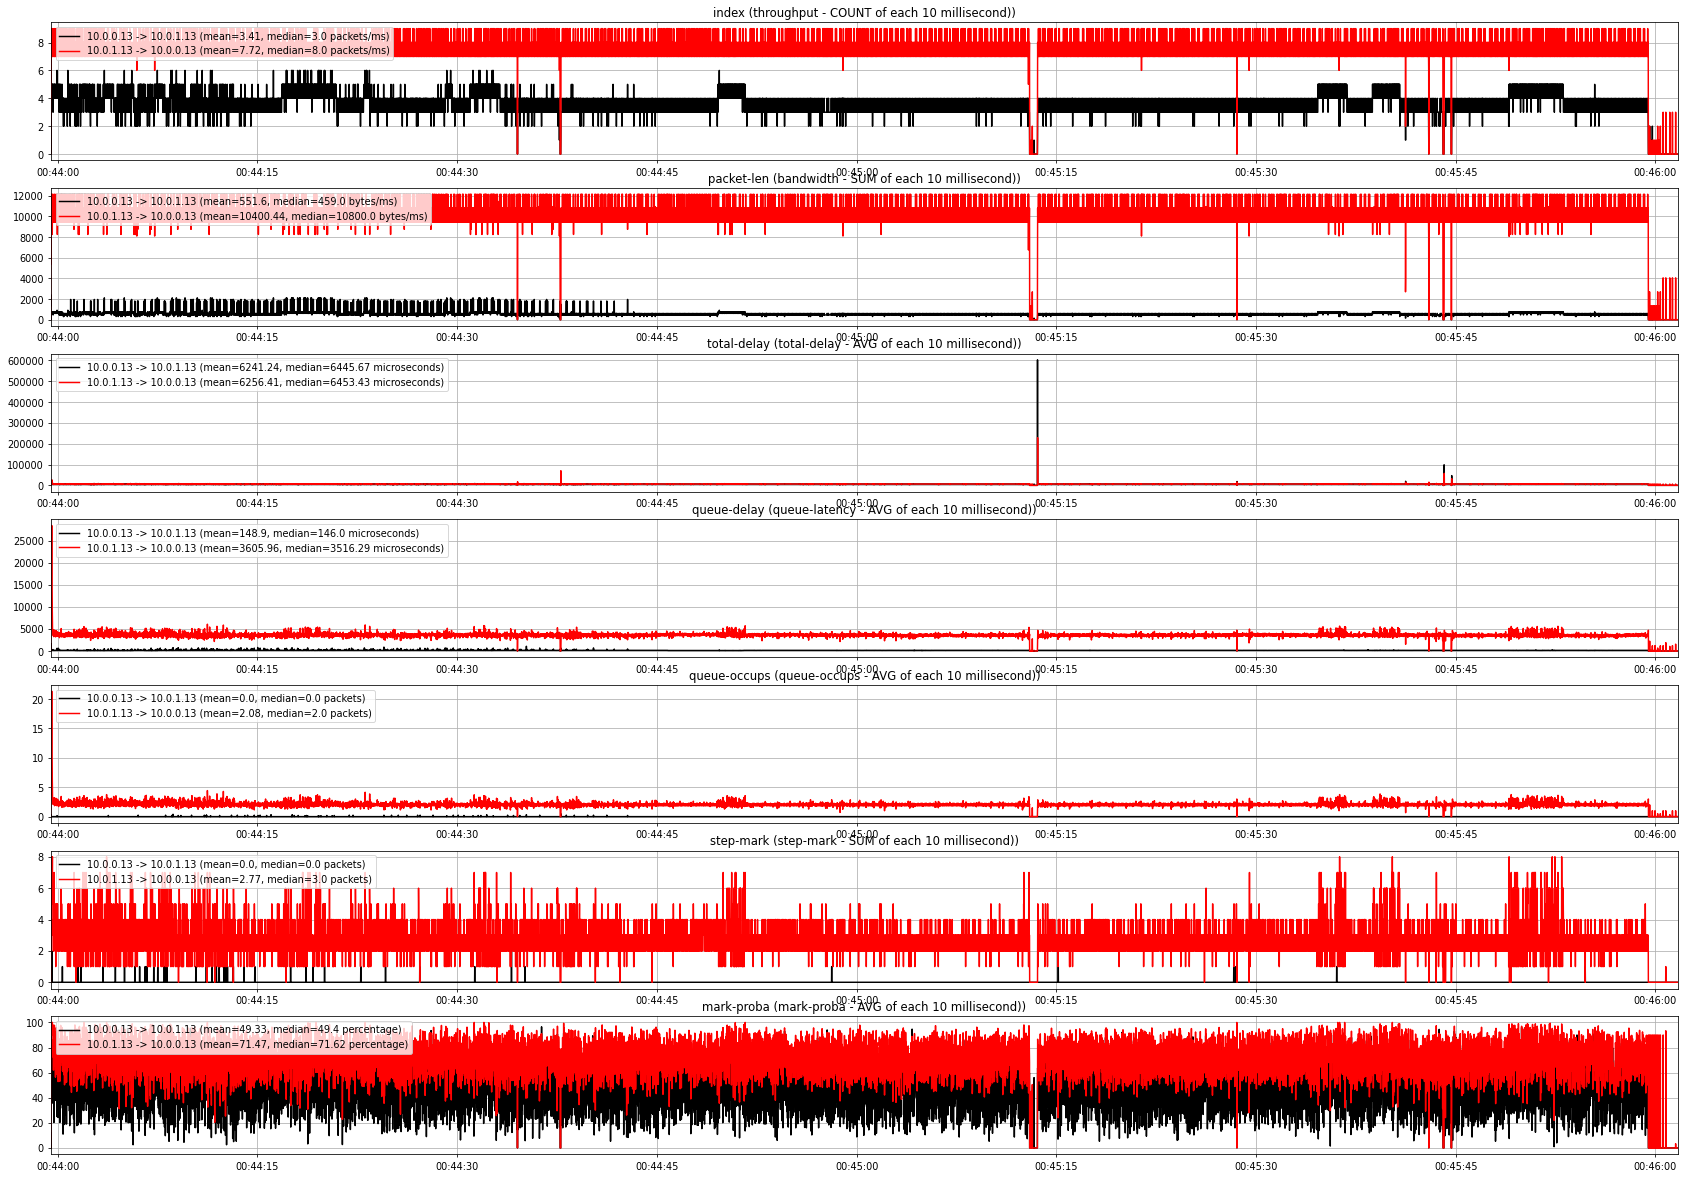 index (throughput - COUNT of each 10 millisecond))
10.0.0.13 -> 10.0.1.13 (mean=3.41, median=3.0 packets/ms)
10.0.1.13 -> 10.0.0.13 (mean=7.72, median=8.0 packets/ms)
8
6
4
2
0
00:44:00 00:44:15 00:44:30 00:44:45 00:45:00 00:45:15 00:45:30 00:45:45 00:46:00
packet-len (bandwidth - SUM of each 10 millisecond))
10.0.0.13 -> 10.0.1.13 (mean=551.6, median=459.0 bytes/ms)
10.0.1.13 -> 10.0.0.13 (mean=10400.44, median=10800.0 bytes/ms)
12000
10000
8000
6000
4000
2000
0
00:44:00 00:44:15 00:44:30 00:44:45 00:45:00 00:45:15 00:45:30 00:45:45 00:46:00
total-delay (total-delay - AVG of each 10 millisecond))
10.0.0.13 -> 10.0.1.13 (mean=6241.24, median=6445.67 microseconds)
10.0.1.13 -> 10.0.0.13 (mean=6256.41, median=6453.43 microseconds)
600000
500000
400000
300000
200000
100000
0
00:44:00 00:44:15 00:44:30 00:44:45 00:45:00 00:45:15 00:45:30 00:45:45 00:46:00
queue-delay (queue-latency - AVG of each 10 millisecond))
10.0.0.13 -> 10.0.1.13 (mean=148.9, median=146.0 microseconds)
10.0.1.13 -> 10.0.0.13 (mean=3605.96, median=3516.29 microseconds)
25000
20000
15000
10000
5000
0
00:44:00 00:44:15 00:44:30 00:44:45 00:45:00 00:45:15 00:45:30 00:45:45 00:46:00
queue-occups (queue-occups - AVG of each 10 millisecond))
10.0.0.13 -> 10.0.1.13 (mean=0.0, median=0.0 packets)
10.0.1.13 -> 10.0.0.13 (mean=2.08, median=2.0 packets)
20
15
10
5
0
00:44:00 00:44:15 00:44:30 00:44:45 00:45:00 00:45:15 00:45:30 00:45:45 00:46:00
step-mark (step-mark - SUM of each 10 millisecond))
10.0.0.13 -> 10.0.1.13 (mean=0.0, median=0.0 packets)
10.0.1.13 -> 10.0.0.13 (mean=2.77, median=3.0 packets)
8
6
4
2
0
00:44:00 00:44:15 00:44:30 00:44:45 00:45:00 00:45:15 00:45:30 00:45:45 00:46:00
mark-proba (mark-proba - AVG of each 10 millisecond))
10.0.0.13 -> 10.0.1.13 (mean=49.33, median=49.4 percentage)
10.0.1.13 -> 10.0.0.13 (mean=71.47, median=71.62 percentage)
100
80
60
40
20
0
00:44:00 00:44:15 00:44:30 00:44:45 00:45:00 00:45:15 00:45:30 00:45:45 00:46:00